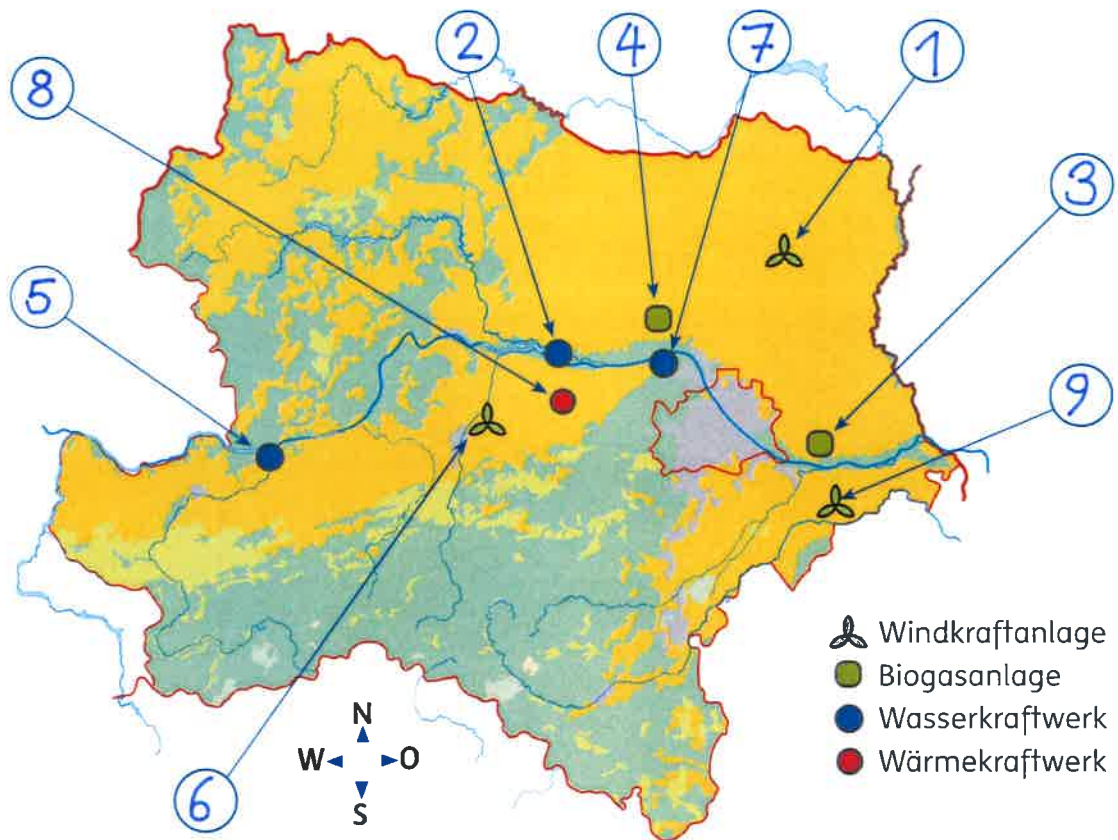 2
4
7
1
8
3
5
9
6
N
W O
S
Windkraftanlage
Biogasanlage
Wasserkraftwerk
Wärmekraftwerk